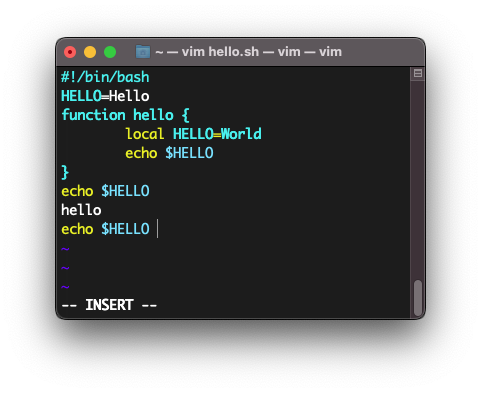 ~ — vim hello.sh — vim — vim
#!/bin/bash
HELLO=Hello
function hello {
        local HELLO=World
        echo $HELLO
}
echo $HELLO
hello
echo $HELLO
~
~
~
-- INSERT --